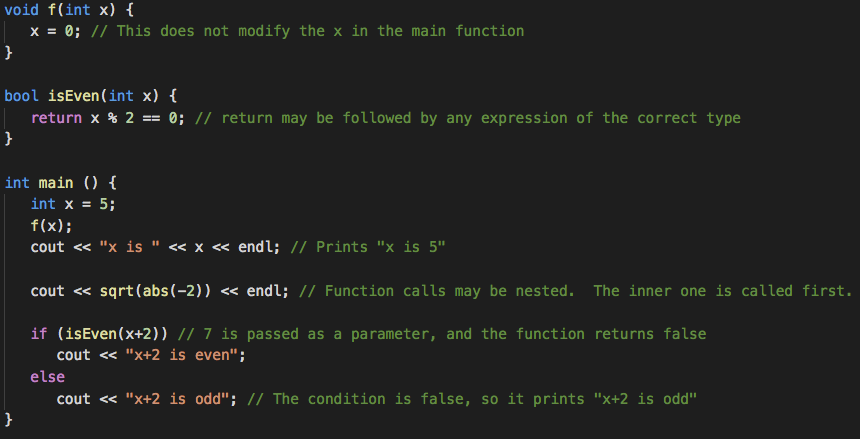 void f(int x) {
   x = 0; // This does not modify the x in the main function
}

bool isEven(int x) {
   return x % 2 == 0; // return may be followed by any expression of the correct type
}

int main () {
   int x = 5;
   f(x);
   cout << "x is " << x << endl; // Prints "x is 5"

   cout << sqrt(abs(-2)) << endl; // Function calls may be nested.  The inner one is called first.

   if (isEven(x+2)) // 7 is passed as a parameter, and the function returns false
      cout << "x+2 is even";
   else
      cout << "x+2 is odd"; // The condition is false, so it prints "x+2 is odd"
}